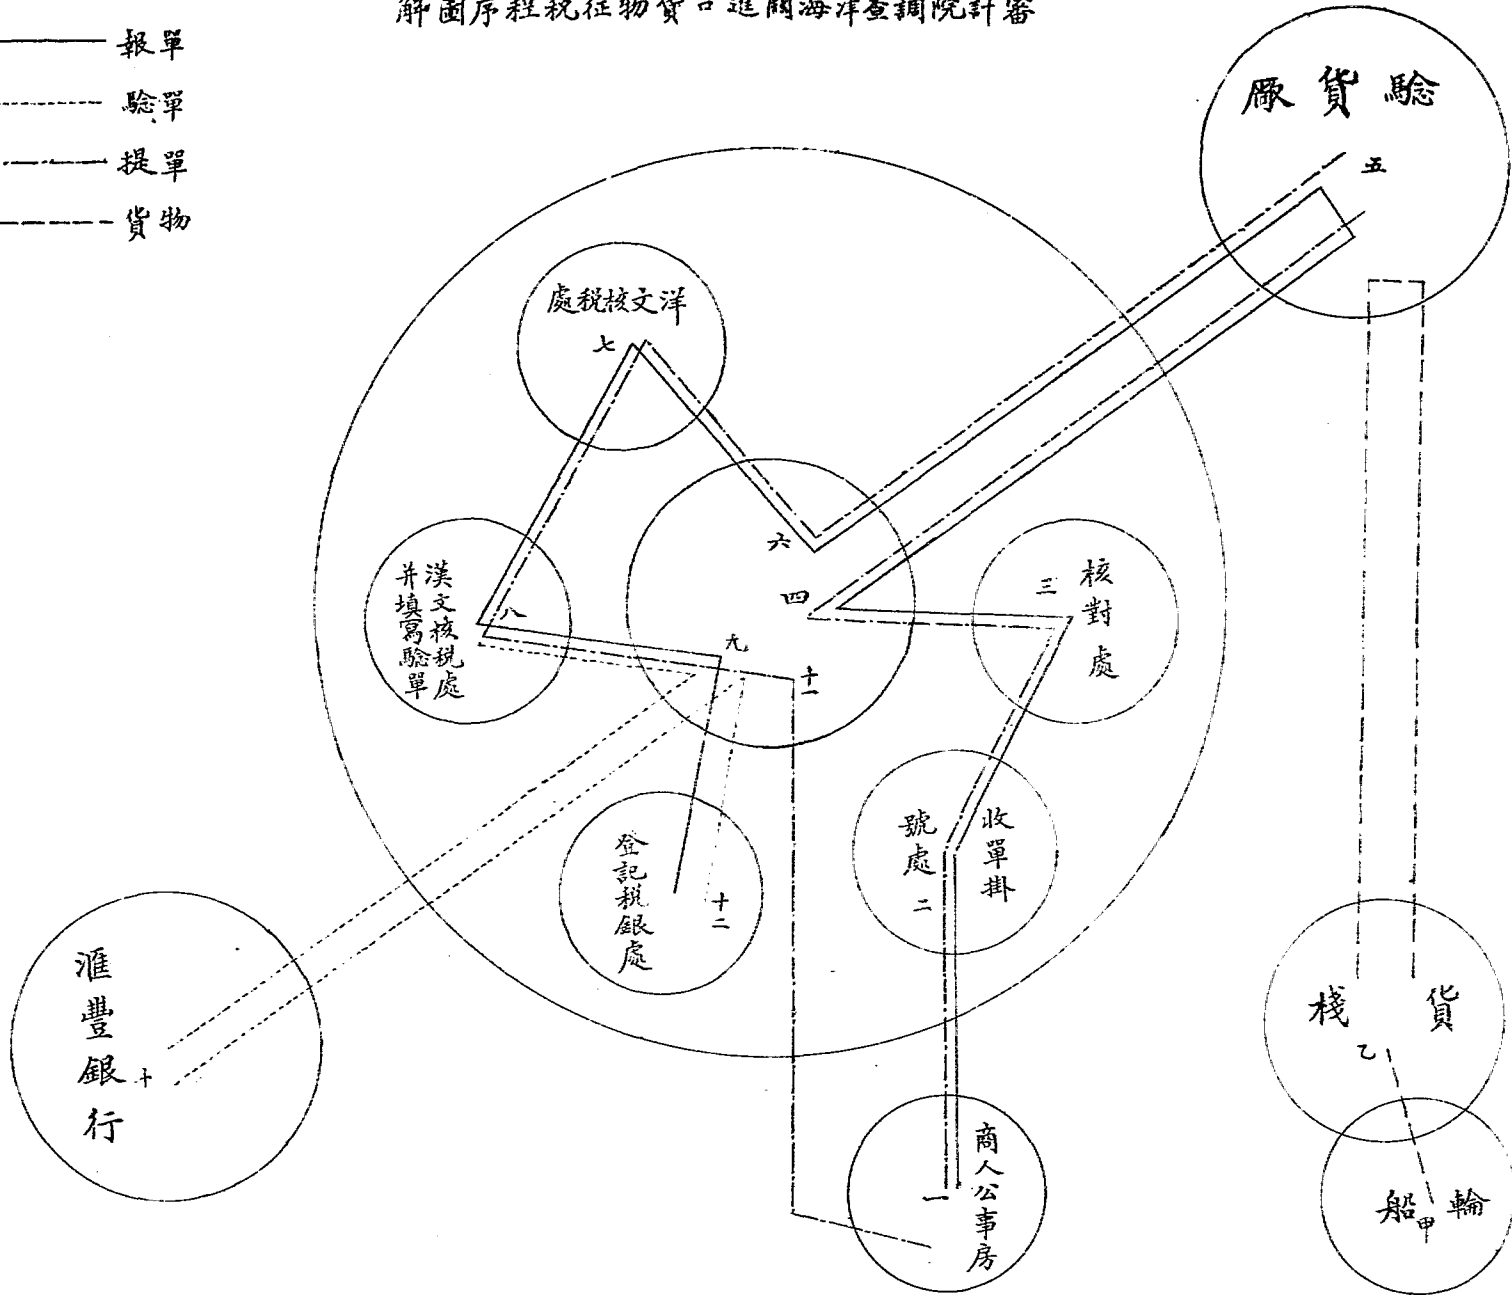 審計院調查津海關進口貨物征稅程序圖解
報單
驗單
提單
貨物
驗貨厰
五
洋文核稅處
七
六
四
三
核對處
漢文核稅處
并填寫驗單
八
九
十一
收單掛
號處
二
登記稅銀處
十二
滙豐銀行
十
商人公事房
一
貨棧
乙
輪船
甲